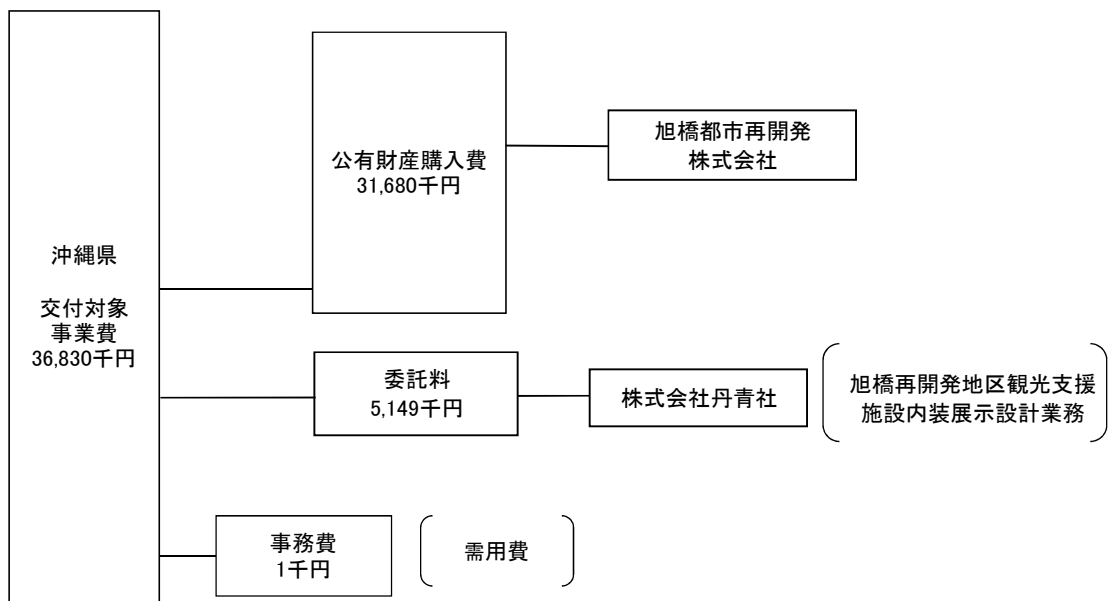 沖縄県
交付対象
事業費
36,830千円
公有財産購入費
31,680千円
旭橋都市再開発
株式会社
委託料
5,149千円
株式会社丹青社
旭橋再開発地区観光支援
施設内装展示設計業務
事務費
1千円
需用費